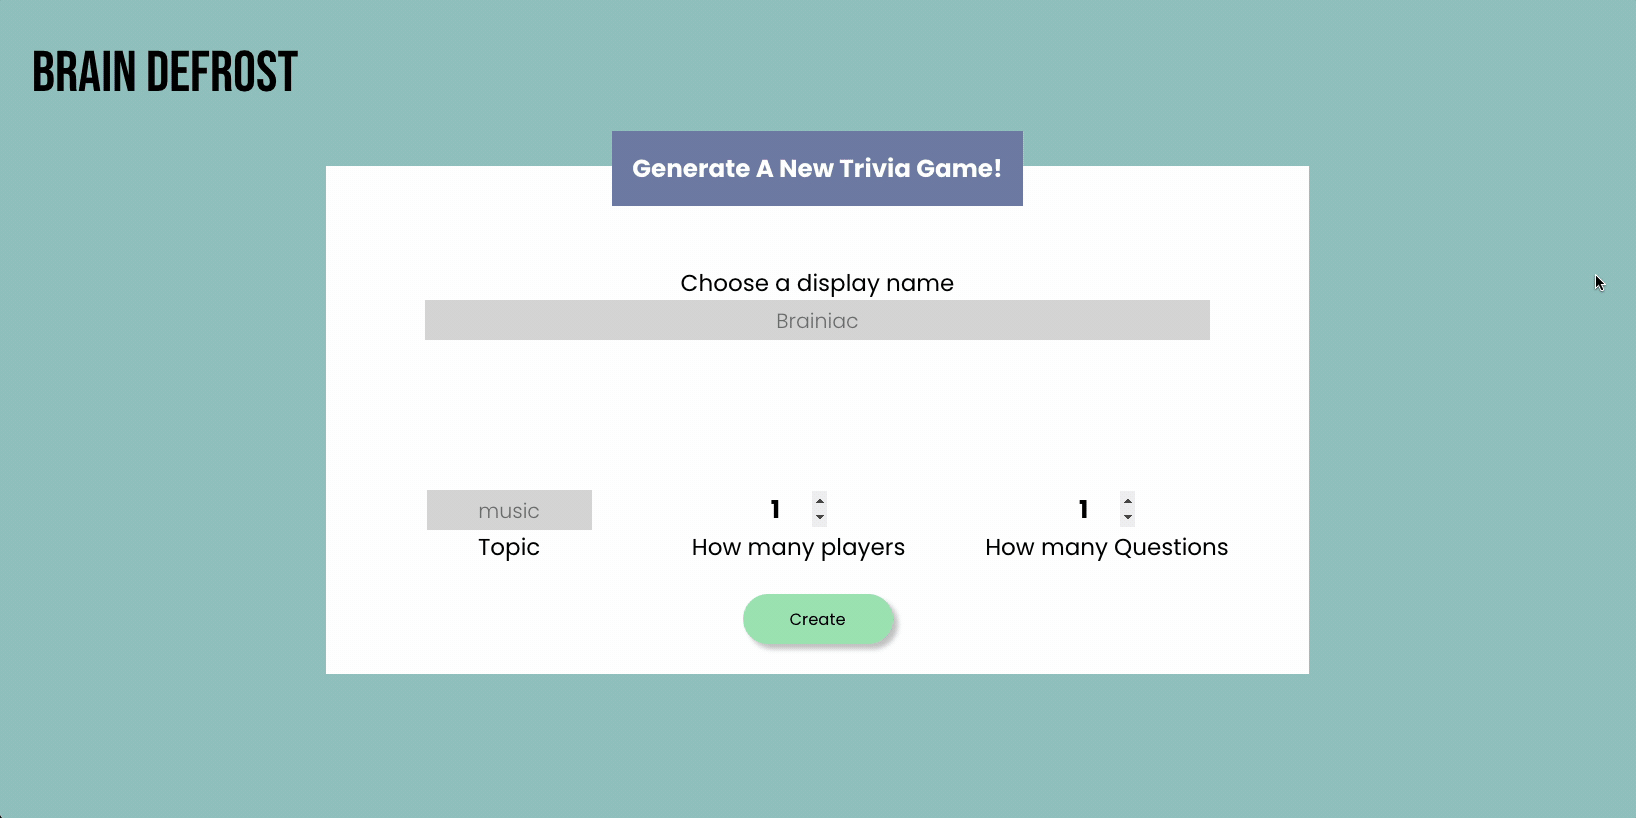 BRAIN DEFROST
Generate A New Trivia Game!
Choose a display name
Brainiac
music
1
1
Topic
How many players
How many Questions
Create